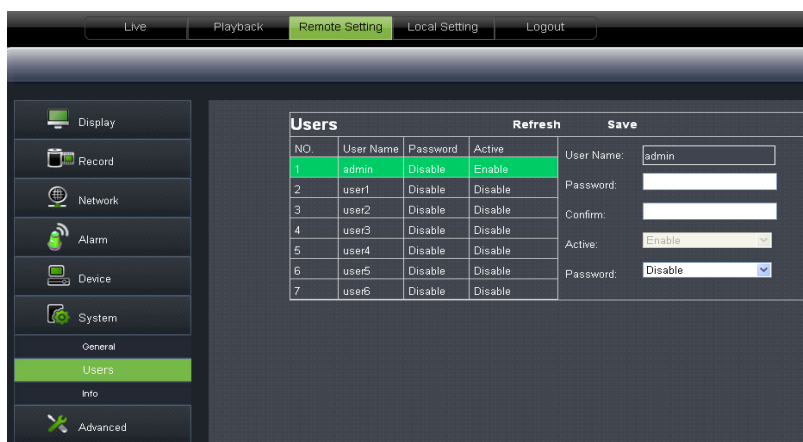 Live Playback Remote Setting Local Setting Logout
Display
Record
Network
Alarm
Device
System
General
Users
Info
Advanced
Users Refresh Save
NO. User Name Password Active
1 admin Disable Enable
2 user1 Disable Disable
3 user2 Disable Disable
4 user3 Disable Disable
5 user4 Disable Disable
6 user5 Disable Disable
7 user6 Disable Disable
User Name: admin
Password:
Confirm:
Active: Enable
Password: Disable